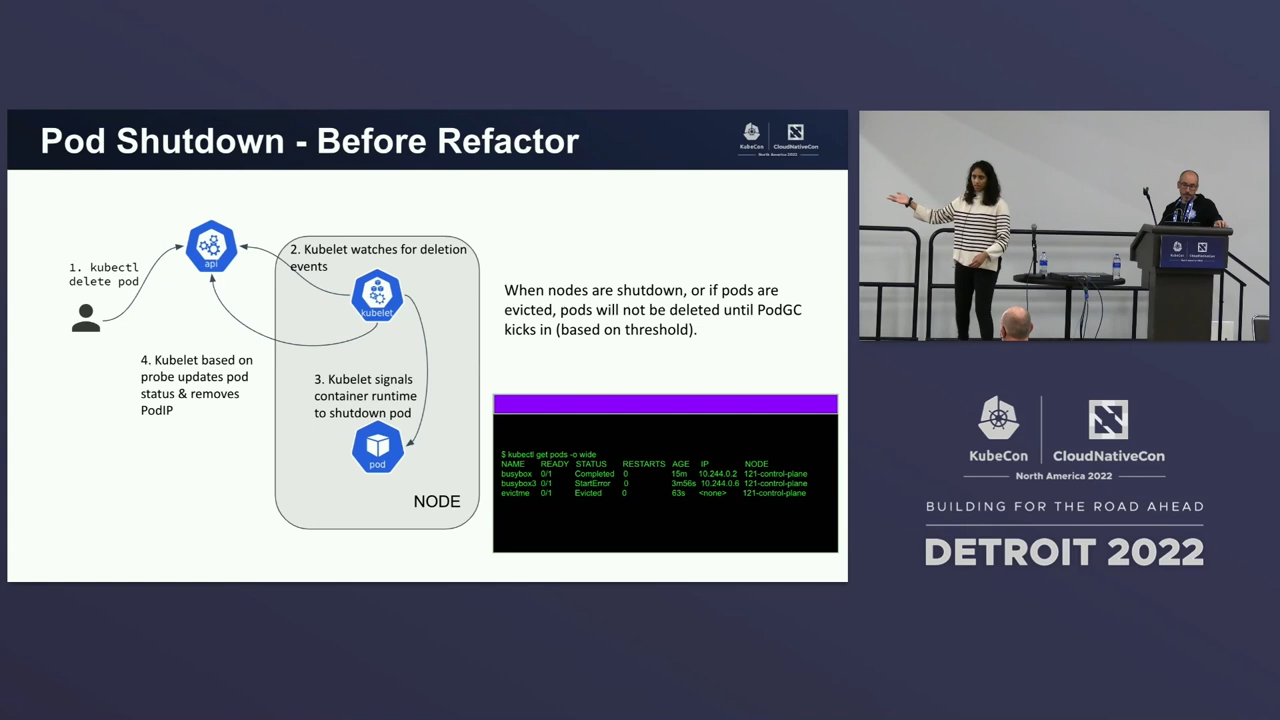 Pod Shutdown - Before Refactor
KubeCon
CloudNativeCon
North America 2022
api
1. kubectl
delete pod
2. Kubelet watches for deletion
events
kubelet
4. Kubelet based on
probe updates pod
status & removes
PodIP
3. Kubelet signals
container runtime
to shutdown pod
pod
NODE
When nodes are shutdown, or if pods are
evicted, pods will not be deleted until PodGC
kicks in (based on threshold).
$ kubectl get pods -o wide
NAME READY STATUS RESTARTS AGE IP NODE
busybox 0/1 Completed 0 15m 10.244.0.2 121-control-plane
busybox3 0/1 StartError 0 3m56s 10.244.0.6 121-control-plane
evictme 0/1 Evicted 0 63s <none> 121-control-plane
KubeCon
CloudNativeCon
North America 2022
BUILDING FOR THE ROAD AHEAD
DETROIT 2022